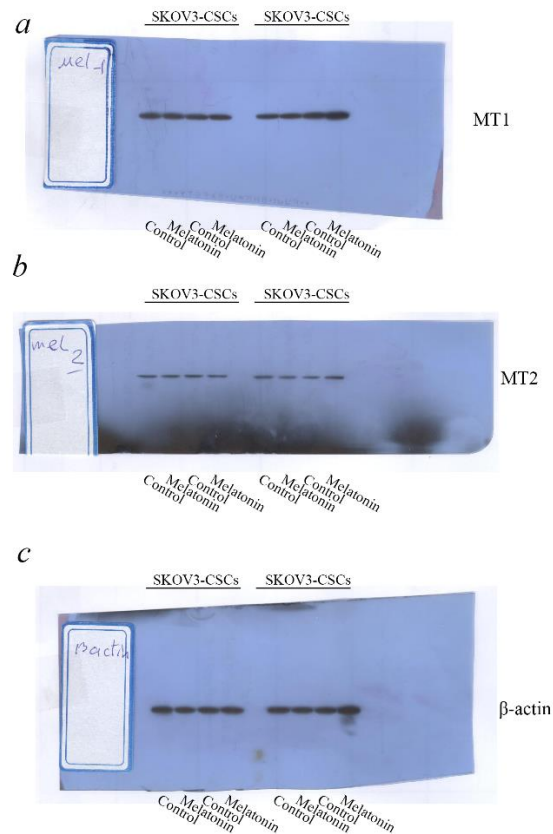 a
SKOV3-CSCs SKOV3-CSCs
mel-1
MT1
Control Melatonin Control Melatonin Control Melatonin Control Melatonin
b
SKOV3-CSCs SKOV3-CSCs
mel 2
MT2
Control Melatonin Control Melatonin Control Melatonin Control Melatonin
c
SKOV3-CSCs SKOV3-CSCs
Bactin
β-actin
Control Melatonin Control Melatonin Control Melatonin Control Melatonin